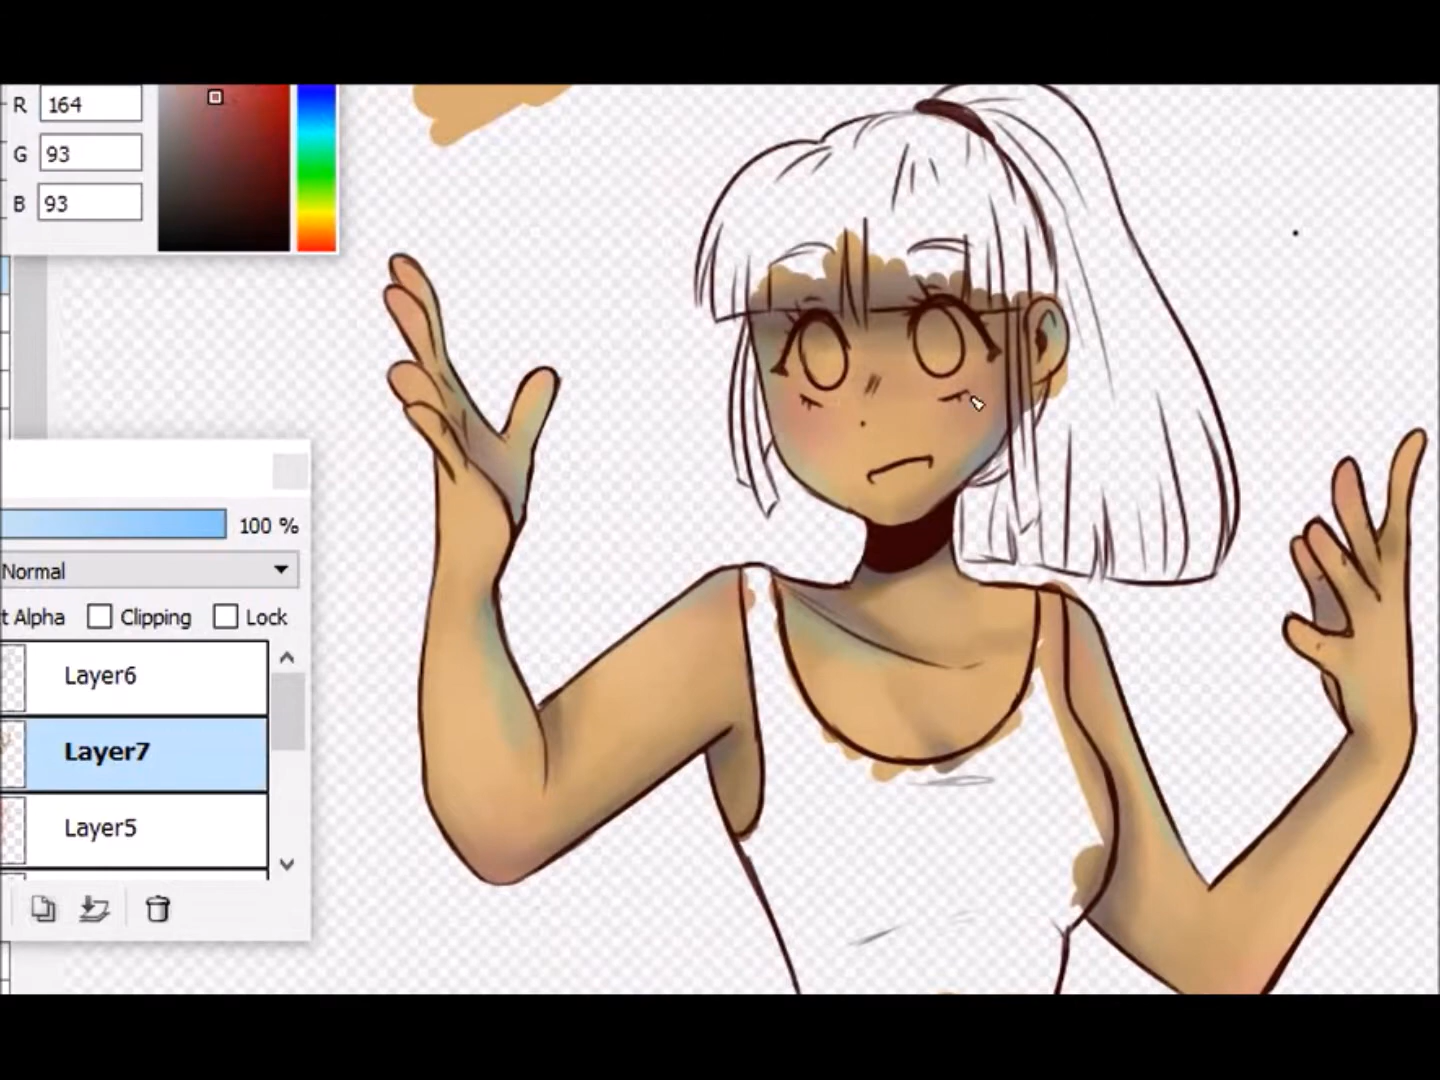 R 164
G 93
B 93
100 %
Normal
t Alpha Clipping Lock
Layer6
Layer7
Layer5